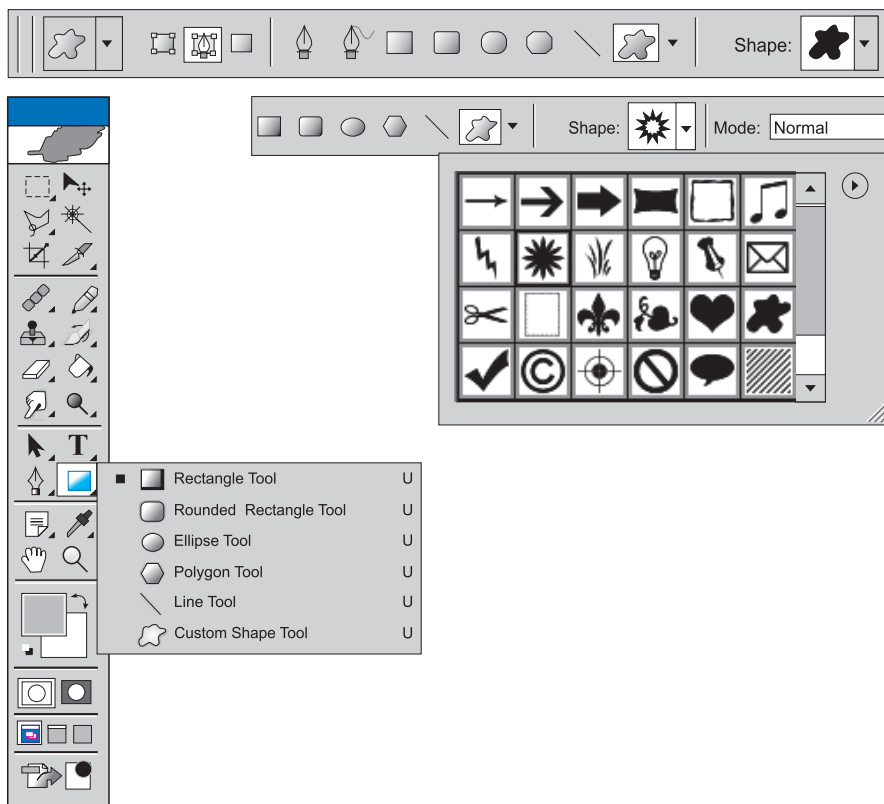 Shape:
Shape:
Mode: Normal
T
Rectangle Tool U
Rounded Rectangle Tool U
Ellipse Tool U
Polygon Tool U
Line Tool U
Custom Shape Tool U